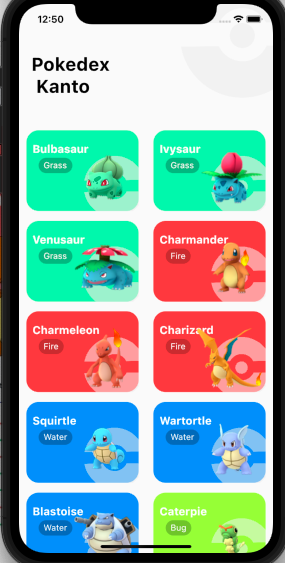 12:50
Pokedex
Kanto
Bulbasaur
Grass
Ivysaur
Grass
Venusaur
Grass
Charmander
Fire
Charmeleon
Fire
Charizard
Fire
Squirtle
Water
Wartortle
Water
Blastoise
Water
Caterpie
Bug